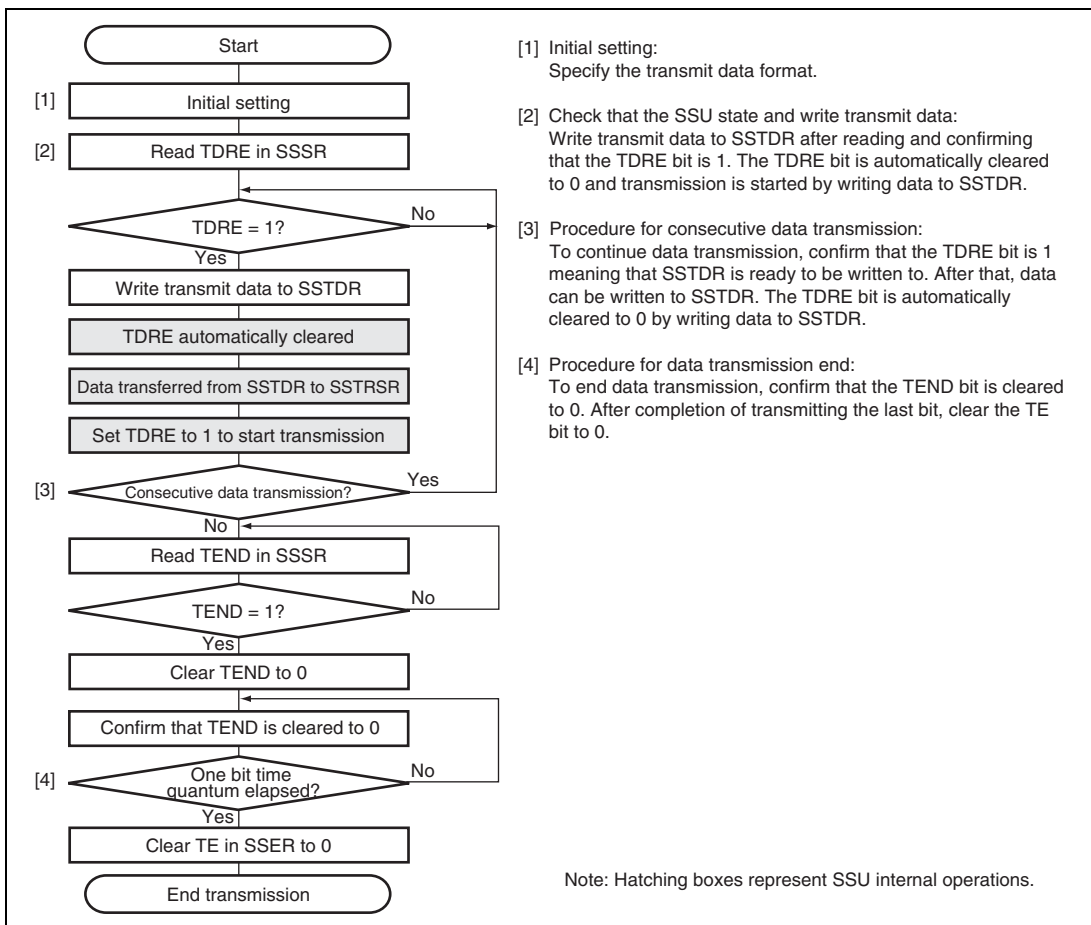 Start
[1] Initial setting
[2] Read TDRE in SSSR
TDRE = 1?
No
Yes
Write transmit data to SSTDR
TDRE automatically cleared
Data transferred from SSTDR to SSTRSR
Set TDRE to 1 to start transmission
[3] Consecutive data transmission?
Yes
No
Read TEND in SSSR
TEND = 1?
No
Yes
Clear TEND to 0
Confirm that TEND is cleared to 0
[4] One bit time
quantum elapsed?
No
Yes
Clear TE in SSER to 0
End transmission
[1] Initial setting:
Specify the transmit data format.
[2] Check that the SSU state and write transmit data:
Write transmit data to SSTDR after reading and confirming
that the TDRE bit is 1. The TDRE bit is automatically cleared
to 0 and transmission is started by writing data to SSTDR.
[3] Procedure for consecutive data transmission:
To continue data transmission, confirm that the TDRE bit is 1
meaning that SSTDR is ready to be written to. After that, data
can be written to SSTDR. The TDRE bit is automatically
cleared to 0 by writing data to SSTDR.
[4] Procedure for data transmission end:
To end data transmission, confirm that the TEND bit is cleared
to 0. After completion of transmitting the last bit, clear the TE
bit to 0.
Note: Hatching boxes represent SSU internal operations.